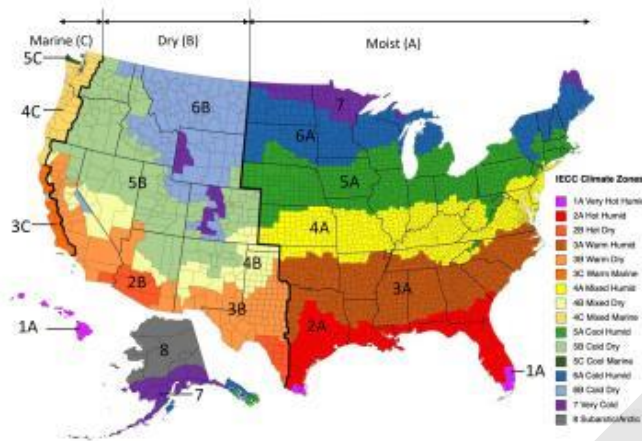 Marine (C)
Dry (B)
Moist (A)
5C
4C
6B
7
6A
5B
5A
3C
4A
4B
2B
3B
3A
1A
2A
8
7
1A
IECC Climate Zones
1A Very Hot Humid
2A Hot Humid
2B Hot Dry
3A Warm Humid
3B Warm Dry
3C Warm Marine
4A Mixed Humid
4B Mixed Dry
4C Mixed Marine
5A Cool Humid
5B Cold Dry
5C Cool Marine
6A Cold Humid
6B Cold Dry
7 Very Cold
8 Subarctic/Arctic